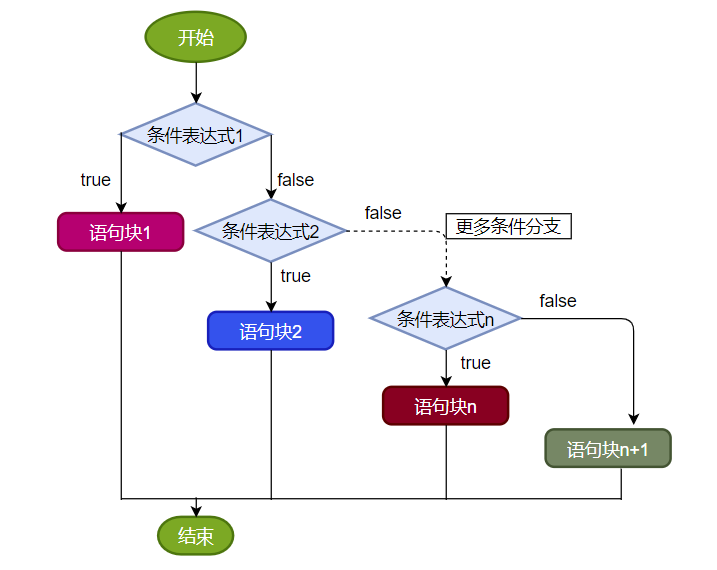 开始
条件表达式1
true
false
语句块1
条件表达式2
false
更多条件分支
true
语句块2
条件表达式n
false
true
语句块n
语句块n+1
结束